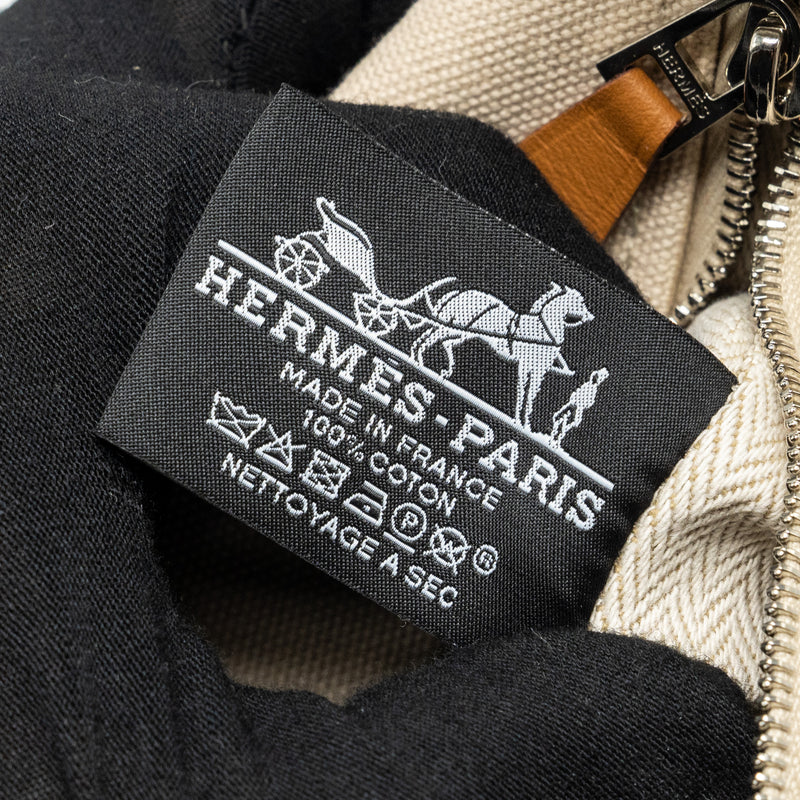 HERMES
HERMES-PARIS
MADE IN FRANCE
100% COTON
P ®
NETTOYAGE A SEC